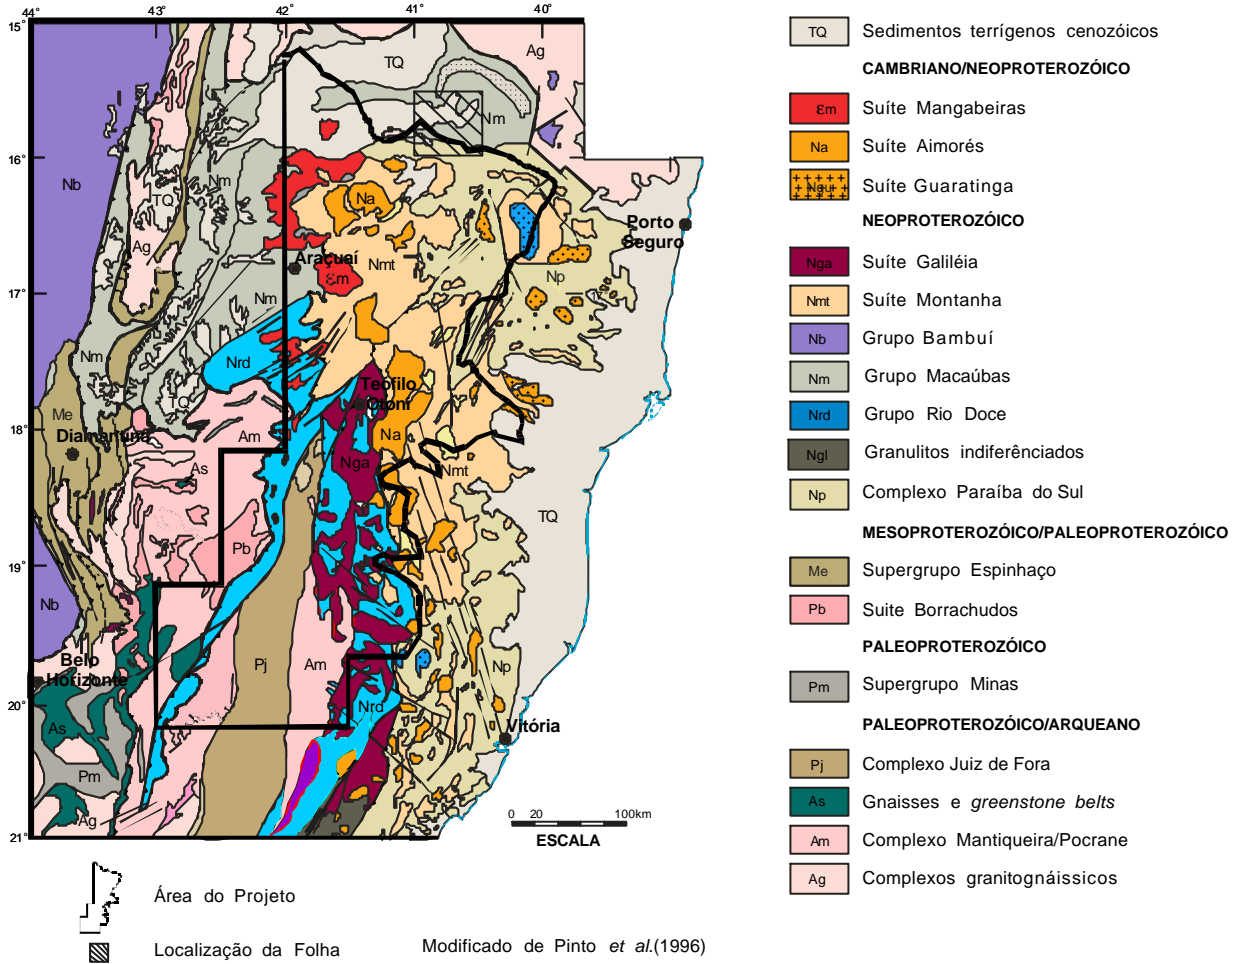 44° 43° 42° 41° 40°
15°
16°
17°
18°
19°
20°
21°
TQ
Ag
Nm
Nb
Nm
TQ
Na
Porto
Seguro
Ag
Araçuaí
Nmt
Np
εm
Nm
Nm
Nrd
Teófilo
Otoni
TQ
Me
Diamantina
Am
Na
As
Nga
Nmt
TQ
Pb
Nb
Belo
Horizonte
Pj
Am
Np
Nrd
Vitória
As
Pm
Ag
0 20 100km
ESCALA
Área do Projeto
Localização da Folha
Modificado de Pinto et al.(1996)
TQ Sedimentos terrígenos cenozóicos
CAMBRIANO/NEOPROTEROZÓICO
εm Suíte Mangabeiras
Na Suíte Aimorés
Suíte Guaratinga
NEOPROTEROZÓICO
Nga Suíte Galiléia
Nmt Suíte Montanha
Nb Grupo Bambuí
Nm Grupo Macaúbas
Nrd Grupo Rio Doce
Ngl Granulitos indiferênciados
Np Complexo Paraíba do Sul
MESOPROTEROZÓICO/PALEOPROTEROZÓICO
Me Supergrupo Espinhaço
Pb Suite Borrachudos
PALEOPROTEROZÓICO
Pm Supergrupo Minas
PALEOPROTEROZÓICO/ARQUEANO
Pj Complexo Juiz de Fora
As Gnaisses e greenstone belts
Am Complexo Mantiqueira/Pocrane
Ag Complexos granitognáissicos